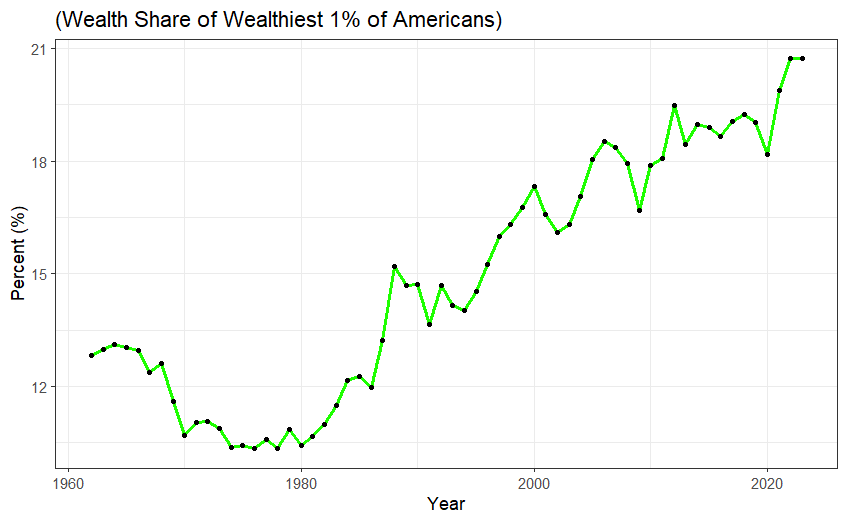 (Wealth Share of Wealthiest 1% of Americans)
21
18
15
12
Percent (%)
1960
1980
2000
2020
Year